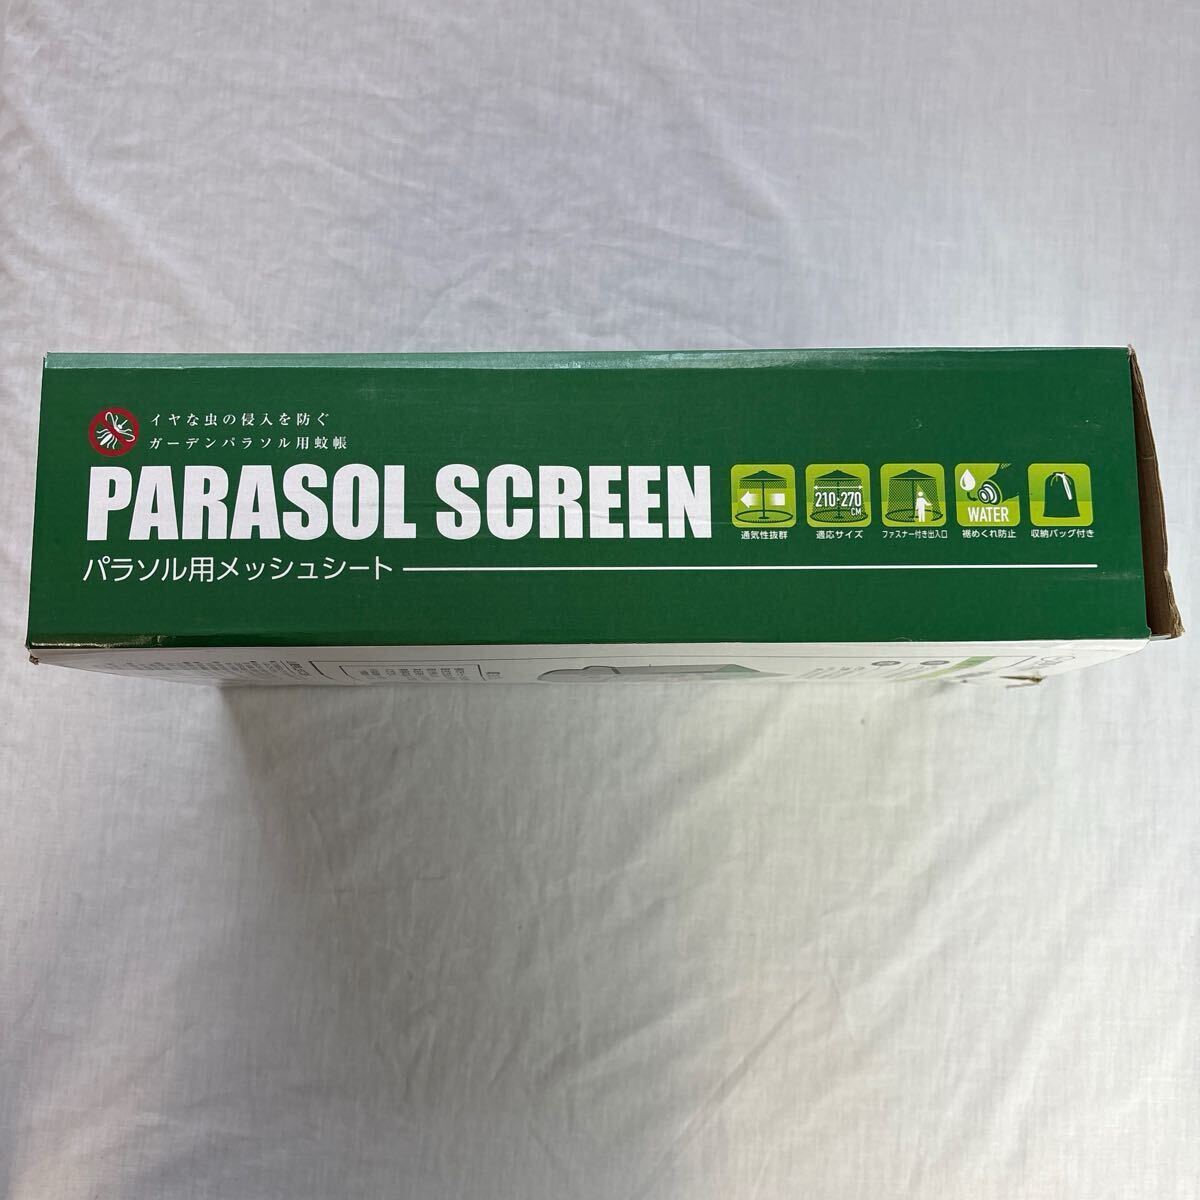 イヤな虫の侵入を防ぐ
ガーデンパラソル用蚊帳
PARASOL SCREEN
パラソル用メッシュシート
通気性抜群
210-270
CM
適応サイズ
ファスナー付き出入口
WATER
裾めくれ防止
収納バッグ付き